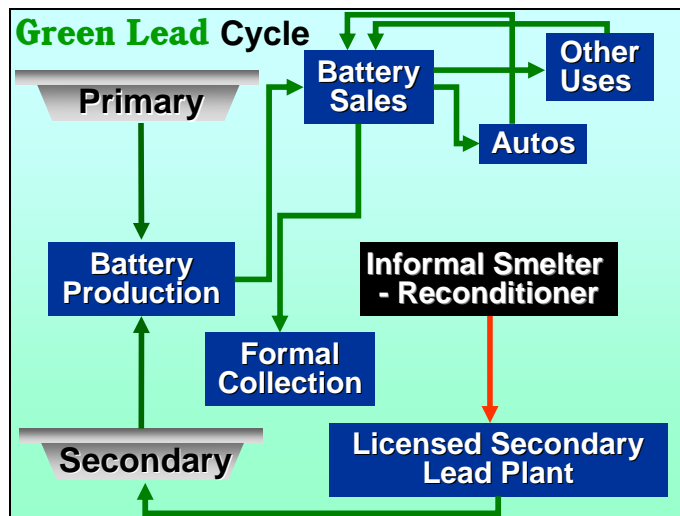 Green Lead Cycle
Primary
Battery
Sales
Other
Uses
Autos
Battery
Production
Informal Smelter
- Reconditioner
Formal
Collection
Secondary
Licensed Secondary
Lead Plant